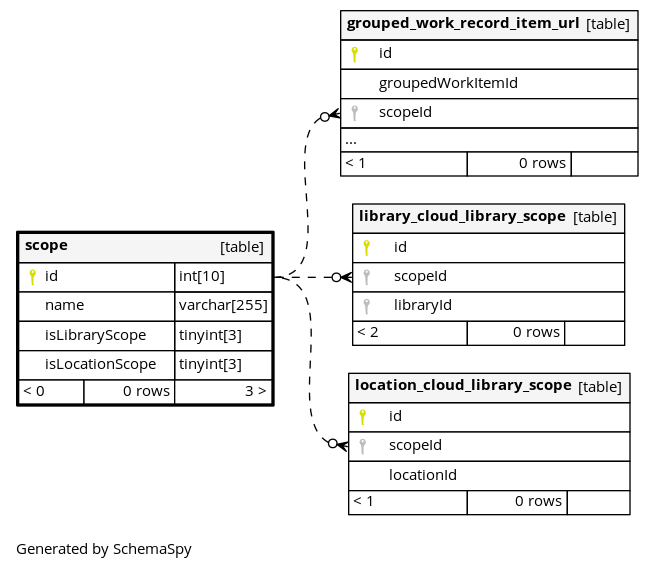 grouped_work_record_item_url [table]
id
groupedWorkItemId
scopeId
...
< 1 0 rows
library_cloud_library_scope [table]
id
scopeId
libraryId
< 2 0 rows
scope [table]
id int[10]
name varchar[255]
isLibraryScope tinyint[3]
isLocationScope tinyint[3]
< 0 0 rows 3 >
location_cloud_library_scope [table]
id
scopeId
locationId
< 1 0 rows
Generated by SchemaSpy